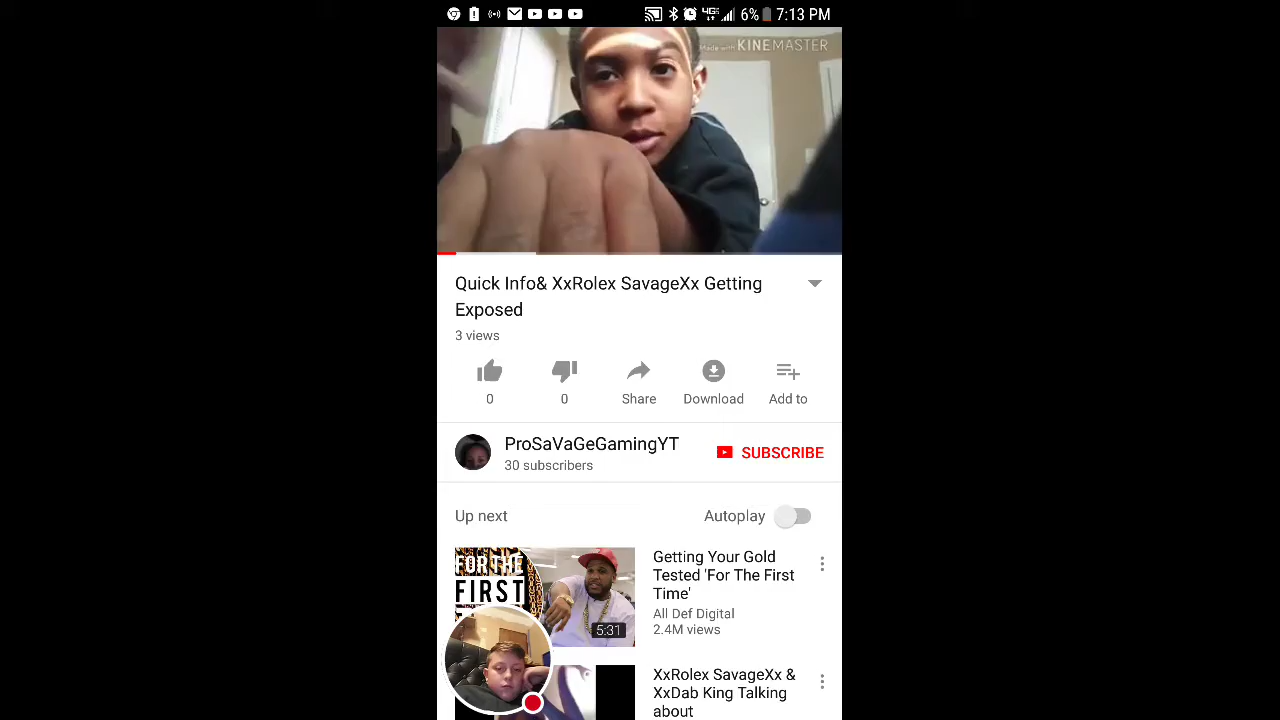 4G 6% 7:13 PM
Made with KINEMASTER
Quick Info& XxRolex SavageXx Getting
Exposed
3 views
0 0 Share Download Add to
ProSaVaGeGamingYT
30 subscribers
SUBSCRIBE
Up next
Autoplay
FOR THE
FIRST
5:31
Getting Your Gold
Tested 'For The First
Time'
All Def Digital
2.4M views
XxRolex SavageXx &
XxDab King Talking
about